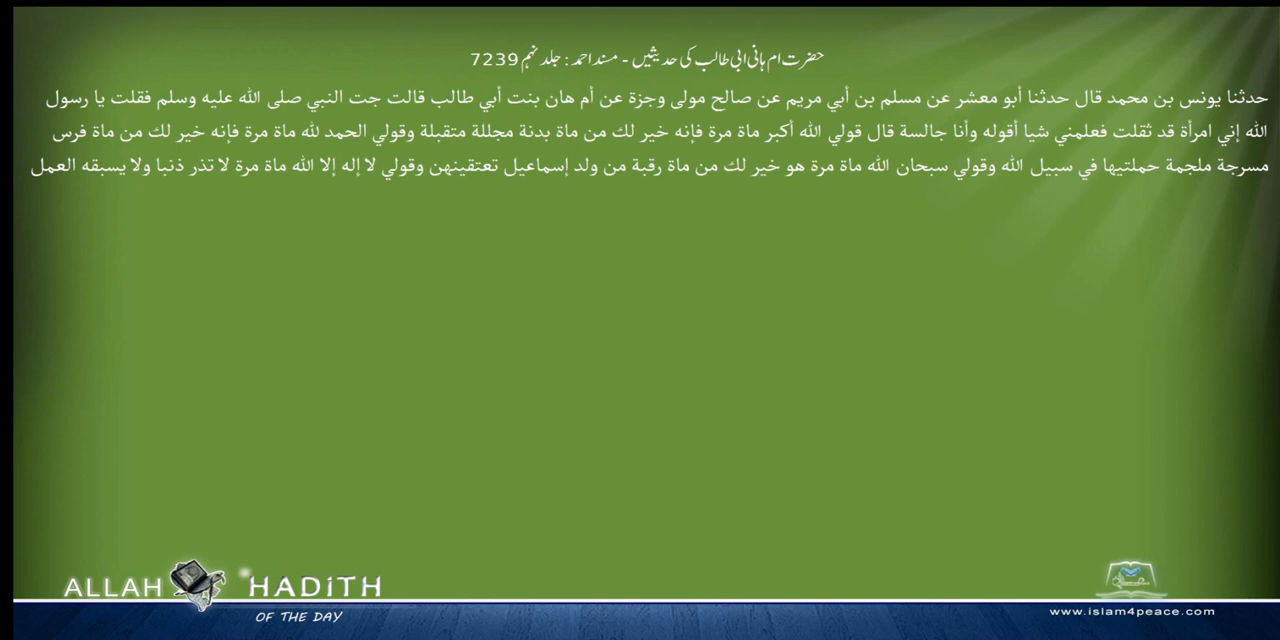 حضرت ام ہانی ابی طالب کی حدیثیں - مسند احمد : جلد نہم 7239
حدثنا يونس بن محمد قال حدثنا أبو معشر عن مسلم بن أبي مريم عن صالح مولى وجزة عن أم هان بنت أبي طالب قالت جت النبي صلى الله عليه وسلم فقلت يا رسول
الله إني امرأة قد ثقلت فعلمني شيا أقوله وأنا جالسة قال قولي الله أكبر ماة مرة فإنه خير لك من ماة بدنة مجللة متقبلة وقولي الحمد لله ماة مرة فإنه خير لك من ماة فرس
مسرجة ملجمة حملتيها في سبيل الله وقولي سبحان الله ماة مرة هو خير لك من ماة رقبة من ولد إسماعيل تعتقينهن وقولي لا إله إلا الله ماة مرة لا تذر ذنبا ولا يسبقه العمل
ALLAH HADITH
OF THE DAY
www.islam4peace.com